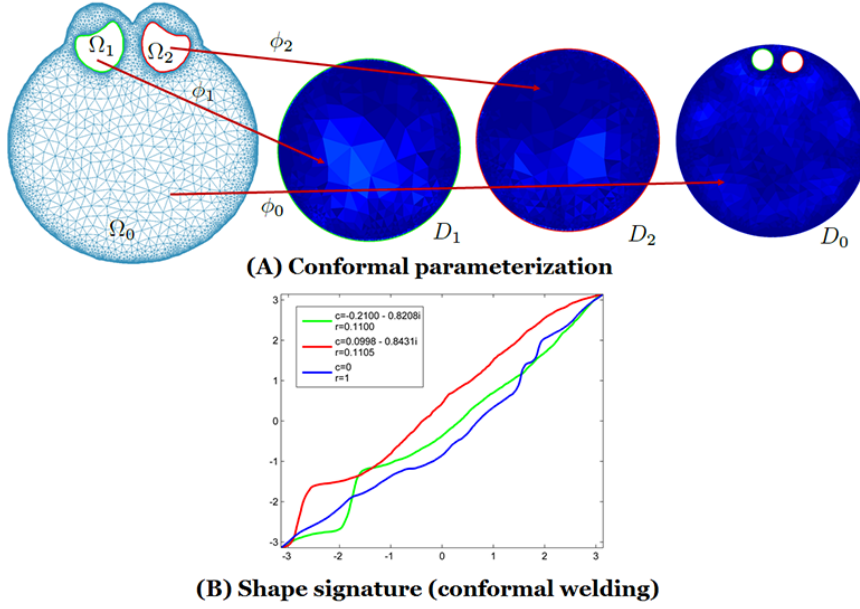 Ω₁
Ω₂
ϕ₂
ϕ₁
ϕ₀
Ω₀
D₁
D₂
D₀
(A) Conformal parameterization
c=-0.2100 - 0.8208i
r=0.1100
c=0.0998 - 0.8431i
r=0.1105
c=0
r=1
3
2
1
0
-1
-2
-3
-3 -2 -1 0 1 2 3
(B) Shape signature (conformal welding)